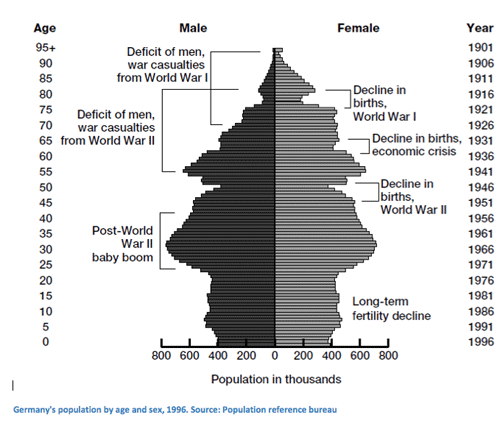 Age Male Female Year
95+ 1901
90 1906
85 1911
80 1916
75 1921
70 1926
65 1931
60 1936
55 1941
50 1946
45 1951
40 1956
35 1961
30 1966
25 1971
20 1976
15 1981
10 1986
5 1991
0 1996
Deficit of men,
war casualties
from World War I
Deficit of men,
war casualties
from World War II
Post-World
War II
baby boom
Decline in
births,
World War I
Decline in births,
economic crisis
Decline in
births,
World War II
Long-term
fertility decline
800 600 400 200 0 200 400 600 800
Population in thousands
Germany's population by age and sex, 1996. Source: Population reference bureau